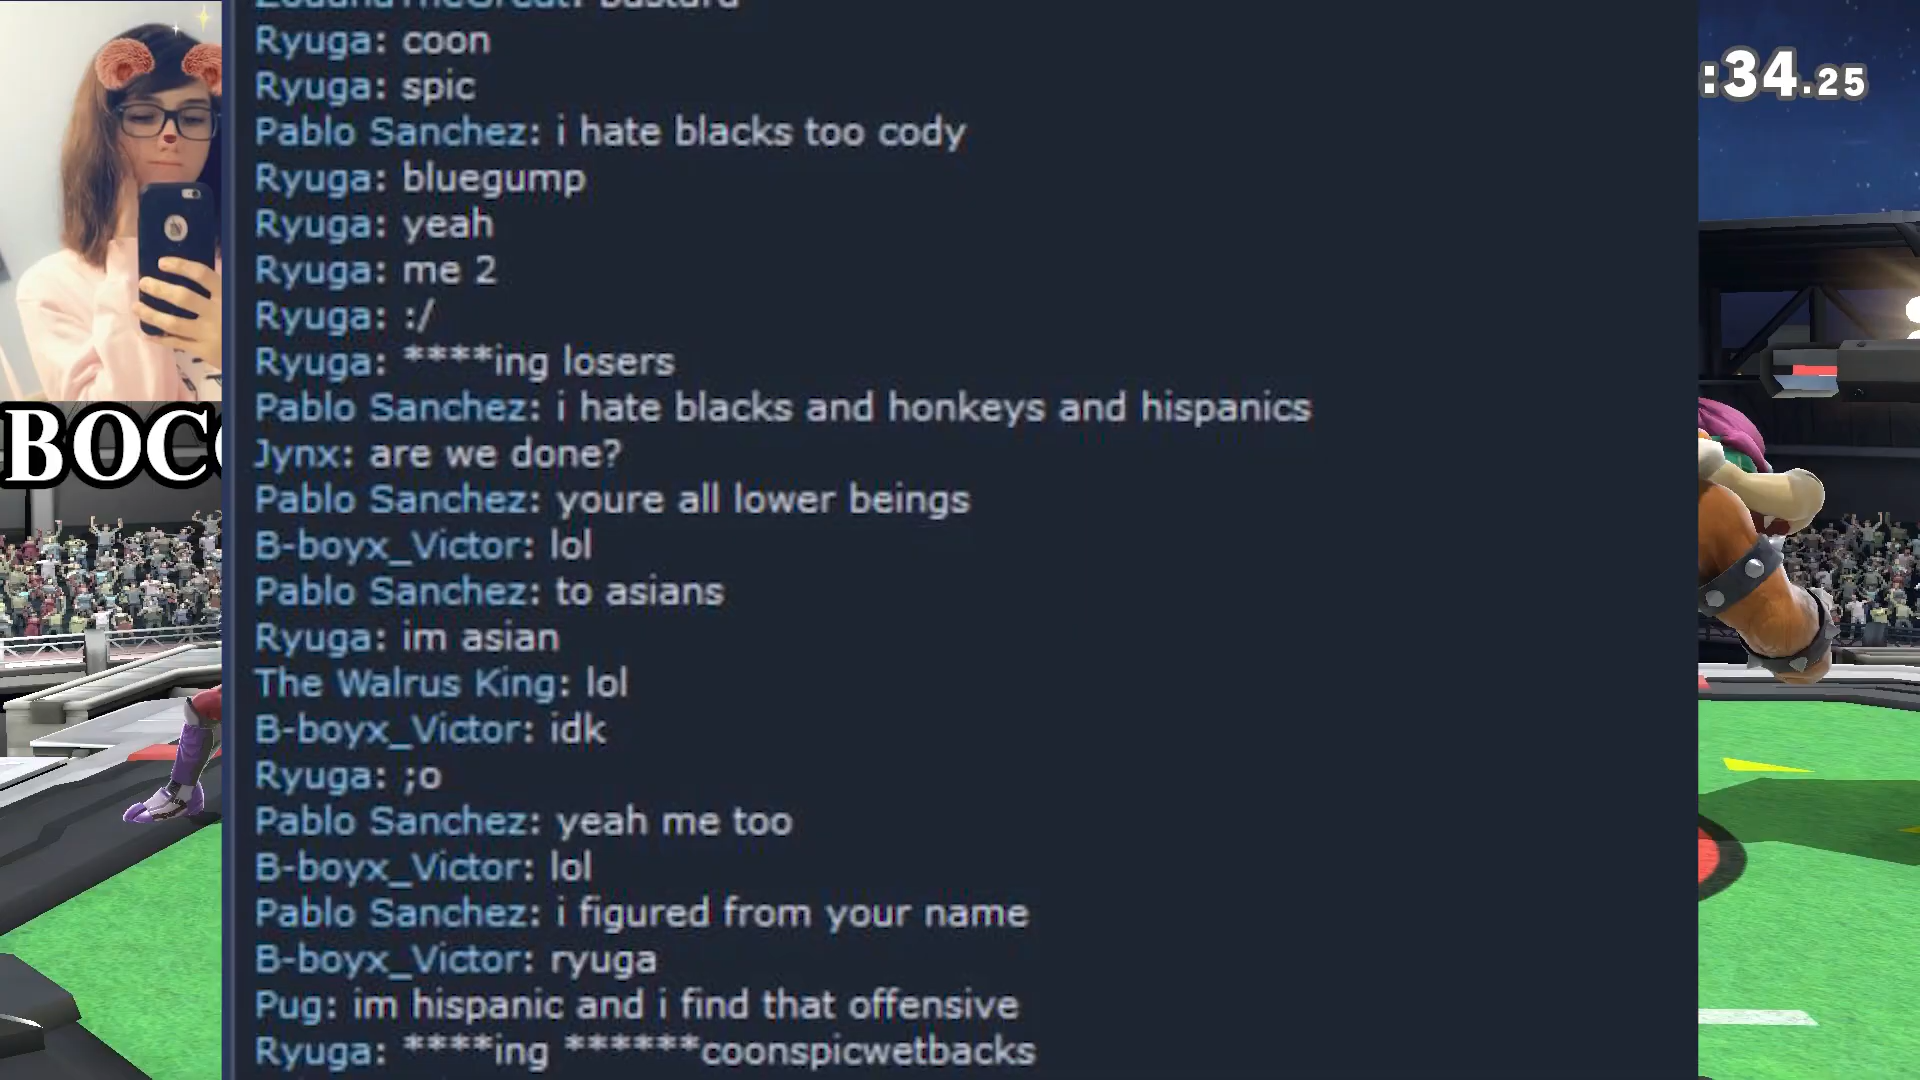 Ryuga: coon
Ryuga: spic
Pablo Sanchez: i hate blacks too cody
Ryuga: bluegump
Ryuga: yeah
Ryuga: me 2
Ryuga: :/
Ryuga: ****ing losers
Pablo Sanchez: i hate blacks and honkeys and hispanics
Jynx: are we done?
Pablo Sanchez: youre all lower beings
B-boyx_Victor: lol
Pablo Sanchez: to asians
Ryuga: im asian
The Walrus King: lol
B-boyx_Victor: idk
Ryuga: ;o
Pablo Sanchez: yeah me too
B-boyx_Victor: lol
Pablo Sanchez: i figured from your name
B-boyx_Victor: ryuga
Pug: im hispanic and i find that offensive
Ryuga: ****ing ******coonspicwetbacks
BOC
:34.25